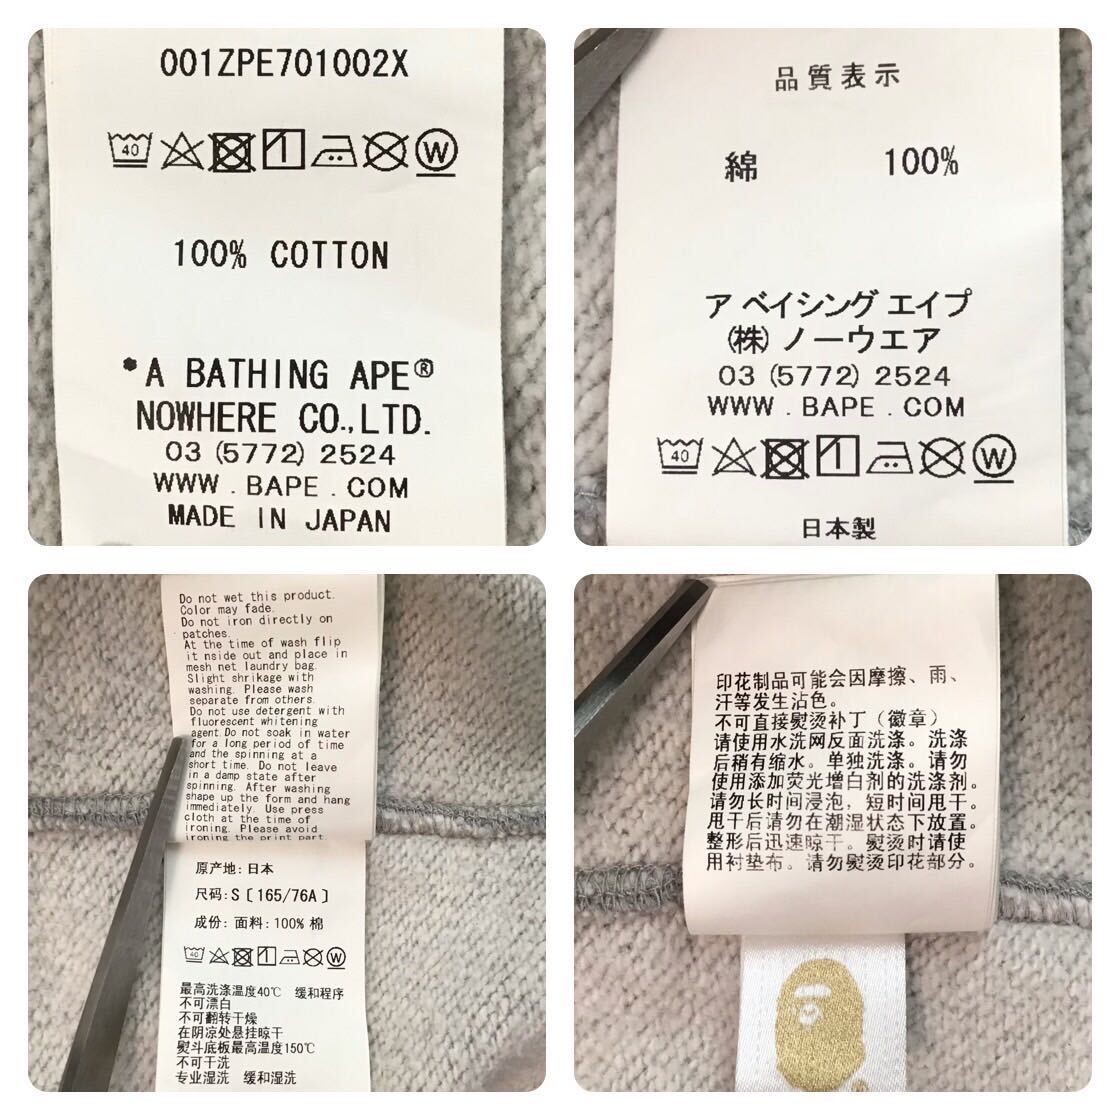 001ZPE701002X
40 W
100% COTTON
*A BATHING APE®
NOWHERE CO.,LTD.
03 (5772) 2524
WWW . BAPE . COM
MADE IN JAPAN
品質表示
綿 100%
ア ベイシング エイプ
(株) ノーウエア
03 (5772) 2524
WWW . BAPE . COM
40 W
日本製
Do not wet this product.
Color may fade.
Do not iron directly on
patches.
At the time of wash flip
it nside out and place in
mesh net laundry bag.
Slight shrikage with
washing. Please wash
separate from others.
Do not use detergent with
fluorescent whitening
agent.Do not soak in water
for a long period of time
and the spinning at a
short time. Do not leave
in a damp state after
spinning. After washing
shape up the form and hang
immediately. Use press
cloth at the time of
ironing. Please avoid
ironing the print part
原产地: 日本
尺码: S [ 165/76A ]
成份: 面料: 100% 棉
40 W
最高洗涤温度40℃ 缓和程序
不可漂白
不可翻转干燥
在阴凉处悬挂晾干
熨斗底板最高温度150℃
不可干洗
专业湿洗 缓和湿洗
印花制品可能会因摩擦、雨、
汗等发生沾色。
不可直接熨烫补丁（徽章）
请使用水洗网反面洗涤。洗涤
后稍有缩水。单独洗涤。请勿
使用添加荧光增白剂的洗涤剂。
请勿长时间浸泡，短时间甩干。
甩干后请勿在潮湿状态下放置。
整形后迅速晾干。熨烫时请使
用衬垫布。请勿熨烫印花部分。